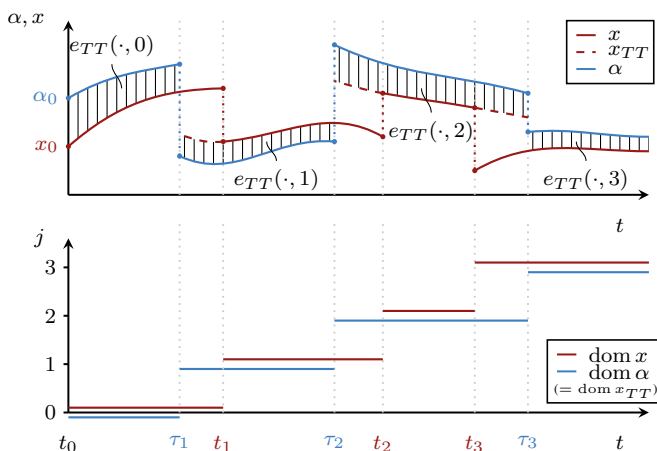 α, x
e_{TT}(·, 0)
x
x_{TT}
α
α_0
x_0
e_{TT}(·, 2)
e_{TT}(·, 1)
e_{TT}(·, 3)
t
j
3
2
1
0
dom x
dom α
(= dom x_{TT})
t_0
τ_1
t_1
τ_2
t_2
t_3
τ_3
t